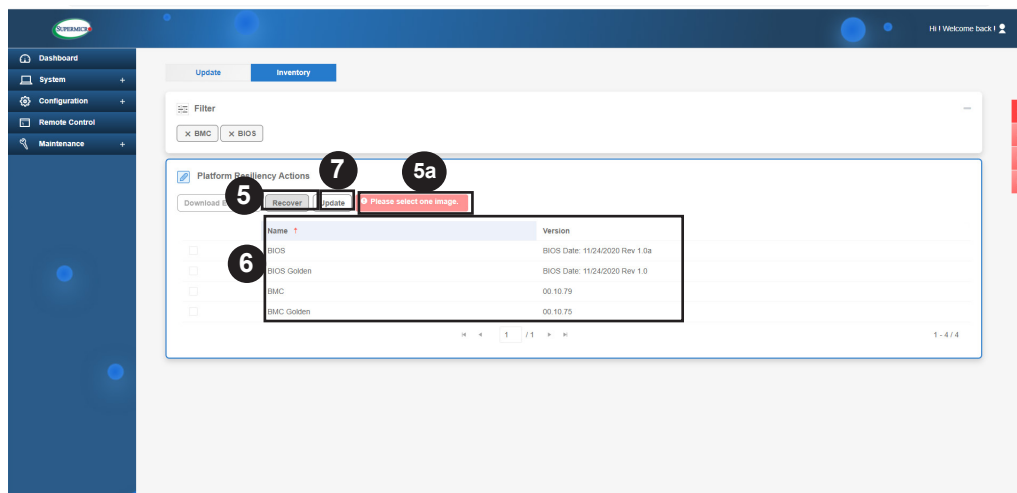 SUPERMICR
Hi ! Welcome back !
Dashboard
System +
Configuration +
Remote Control
Maintenance +
Update Inventory
Filter
× BMC × BIOS
Platform Resiliency Actions
7
5a
Download
5
Recover
Update
Please select one image.
Name ↑ Version
BIOS BIOS Date: 11/24/2020 Rev 1.0a
6
BIOS Golden BIOS Date: 11/24/2020 Rev 1.0
BMC 00.10.79
BMC Golden 00.10.75
1 / 1
1 - 4 / 4